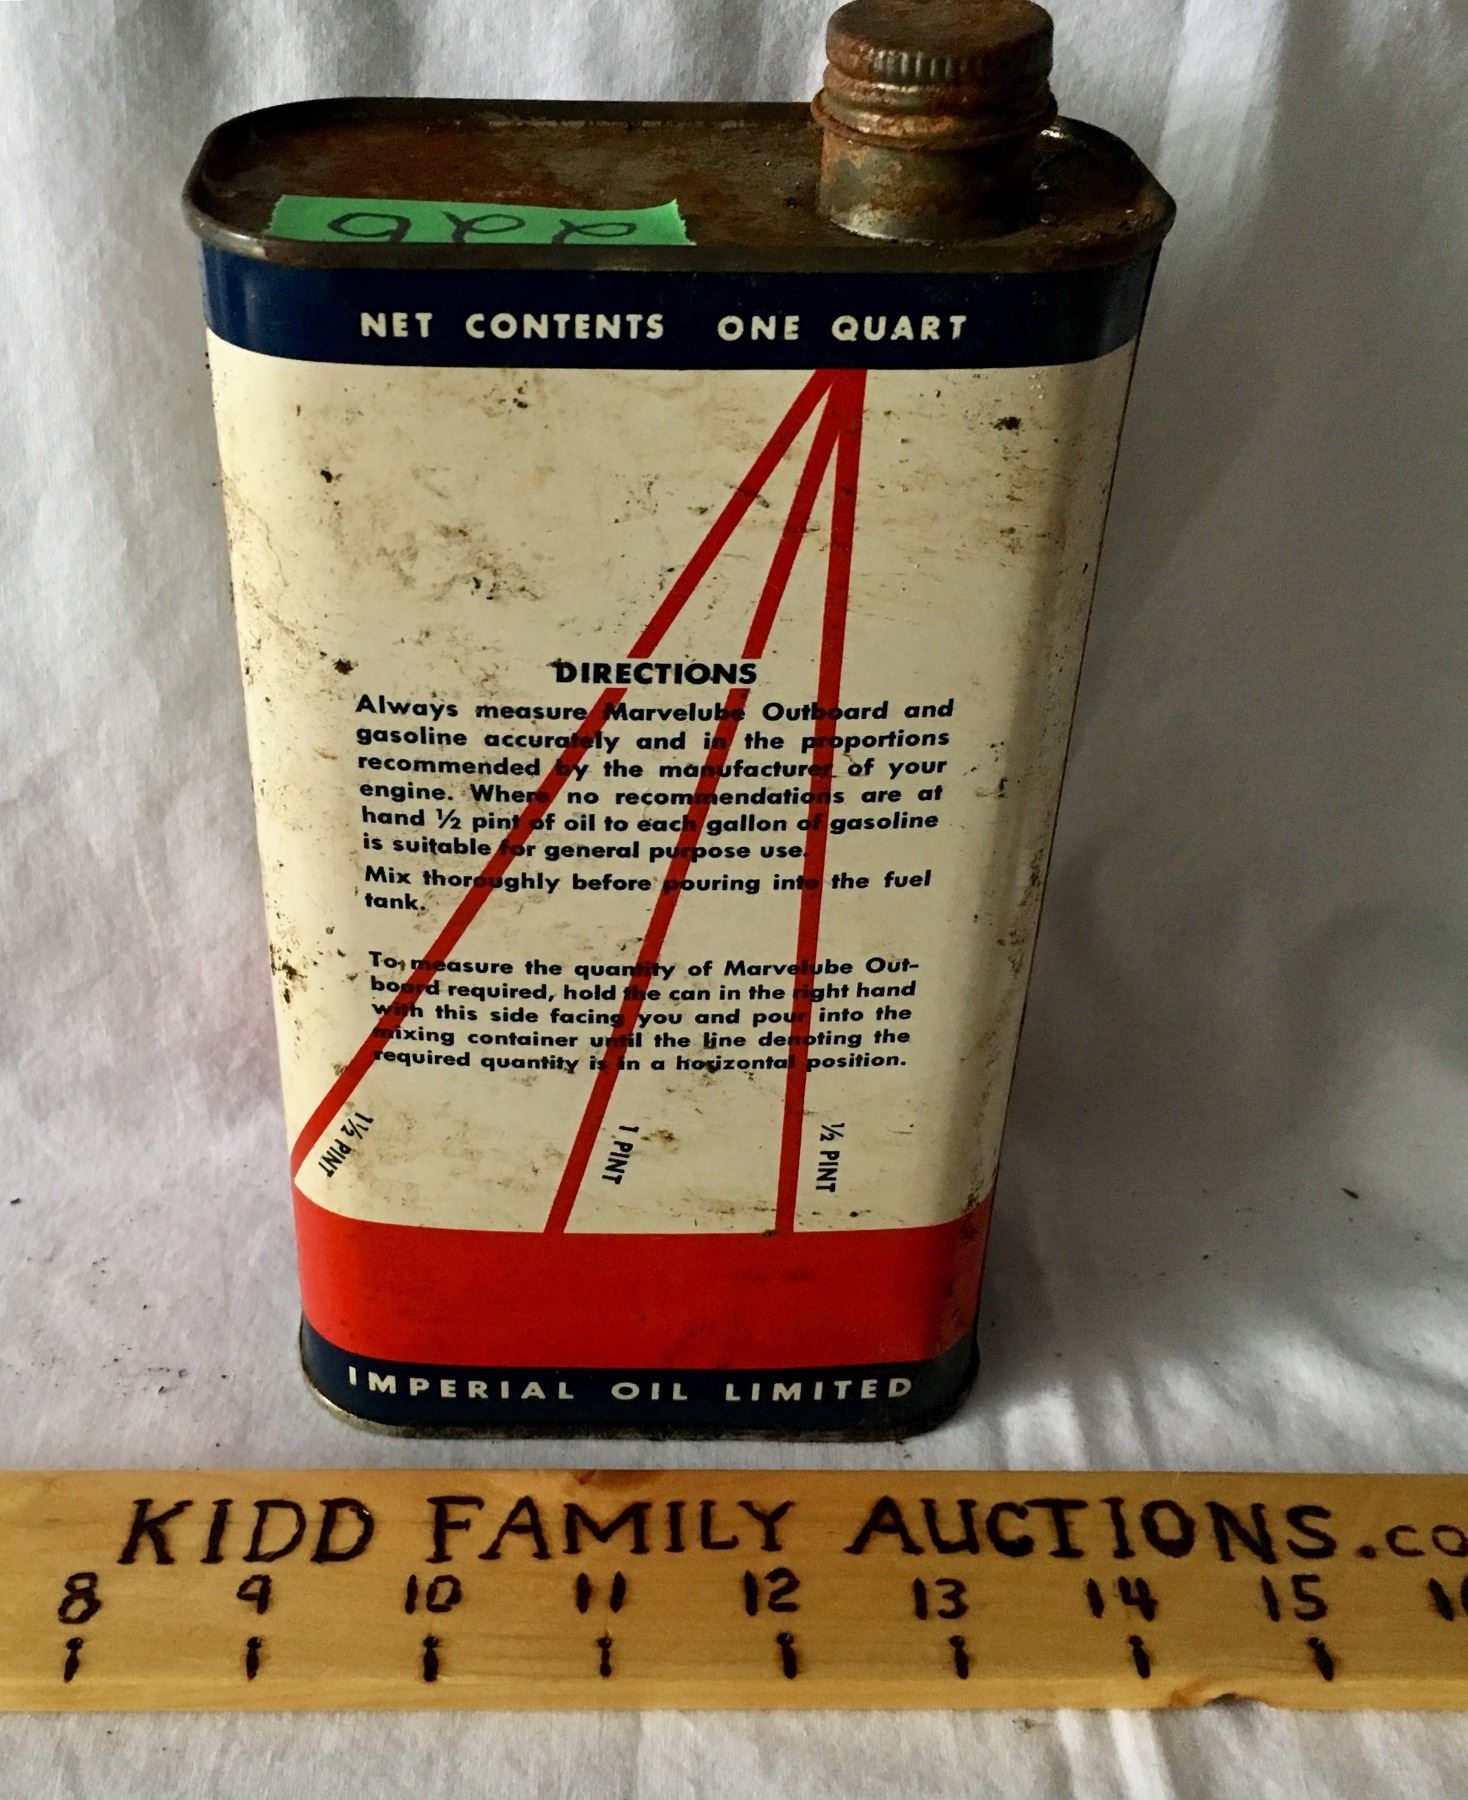 NET CONTENTS ONE QUART
DIRECTIONS
Always measure Marvelube Outboard and
gasoline accurately and in the proportions
recommended by the manufacturer of your
engine. Where no recommendations are at
hand ½ pint of oil to each gallon of gasoline
is suitable for general purpose use.
Mix thoroughly before pouring into the fuel
tank.
To measure the quantity of Marvelube Out-
board required, hold the can in the right hand
with this side facing you and pour into the
mixing container until the line denoting the
required quantity is in a horizontal position.
1½ PINT
1 PINT
½ PINT
IMPERIAL OIL LIMITED
KIDD FAMILY AUCTIONS.co
8 9 10 11 12 13 14 15